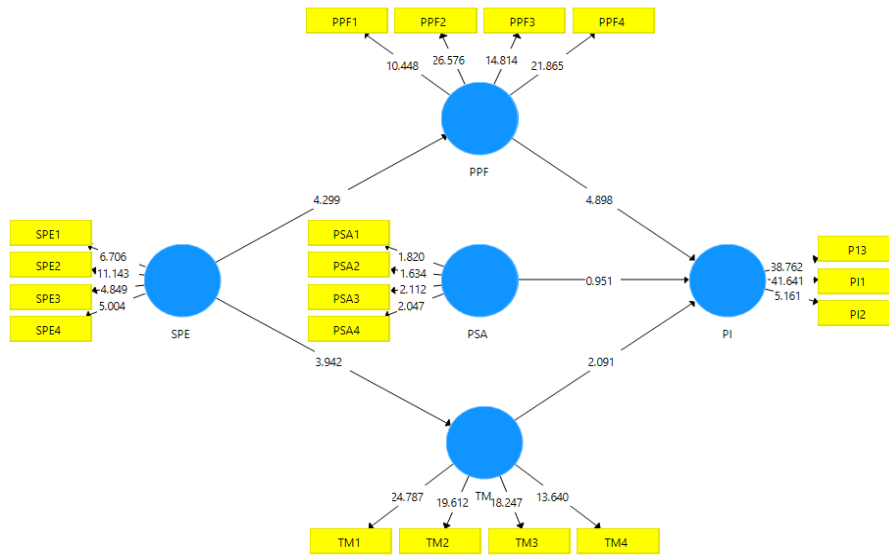 PPF1 PPF2 PPF3 PPF4
10.448 26.576 14.814 21.865
PPF
4.299 4.898
SPE1 PSA1
SPE2 PSA2
SPE3 PSA3
SPE4 PSA4
6.706
11.143
4.849
5.004
SPE
1.820
1.634
2.112
2.047
PSA
0.951
P13
PI1
PI2
38.762
41.641
5.161
PI
3.942 2.091
TM
24.787 19.612 18.247 13.640
TM1 TM2 TM3 TM4